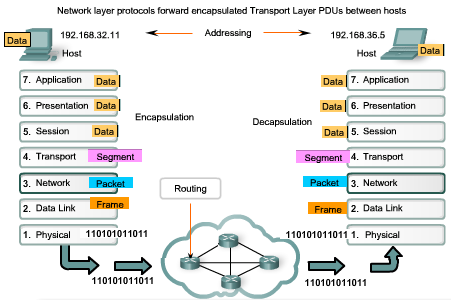 Network layer protocols forward encapsulated Transport Layer PDUs between hosts
Data
192.168.32.11
Addressing
192.168.36.5
Host
Host
Data
7. Application
Data
6. Presentation
Data
5. Session
Data
4. Transport
Segment
3. Network
Packet
2. Data Link
Frame
1. Physical
110101011011
110101011011
Encapsulation
Decapsulation
Routing
Data
7. Application
Data
6. Presentation
Data
5. Session
Segment
4. Transport
Packet
3. Network
Frame
2. Data Link
110101011011
1. Physical
110101011011